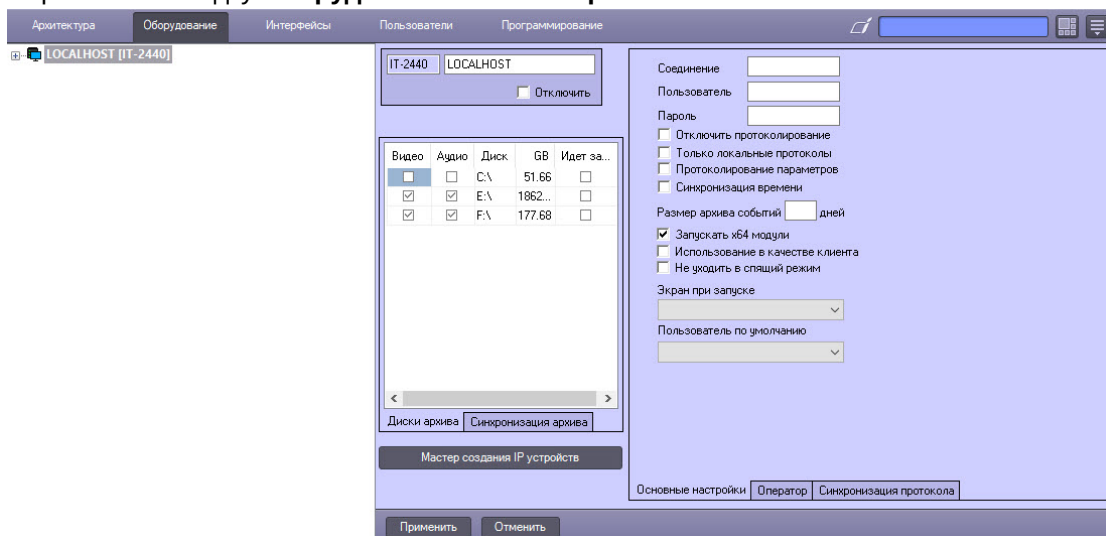 Архитектура Оборудование Интерфейсы Пользователи Программирование
LOCALHOST [IT-2440]
IT-2440 LOCALHOST
Отключить
Видео Аудио Диск GB Идет за...
C:\ 51.66
E:\ 1862...
F:\ 177.68
Диски архива Синхронизация архива
Мастер создания IP устройств
Соединение
Пользователь
Пароль
Отключить протоколирование
Только локальные протоколы
Протоколирование параметров
Синхронизация времени
Размер архива событий дней
Запускать x64 модули
Использование в качестве клиента
Не уходить в спящий режим
Экран при запуске
Пользователь по умолчанию
Основные настройки Оператор Синхронизация протокола
Применить Отменить